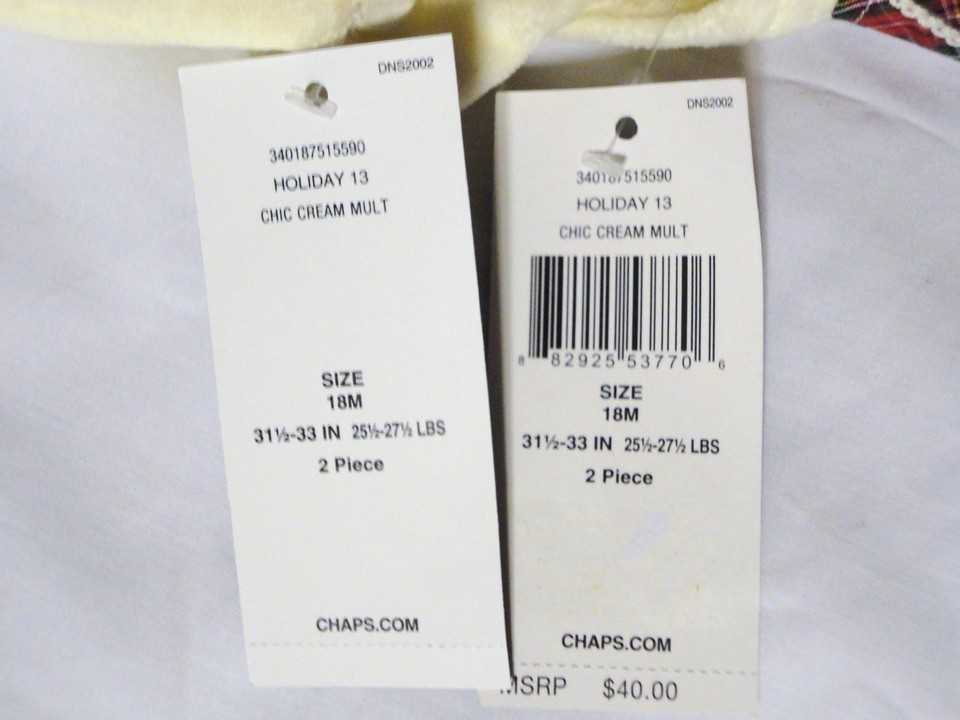 DNS2002
340187515590
HOLIDAY 13
CHIC CREAM MULT
SIZE
18M
31½-33 IN 25½-27½ LBS
2 Piece
CHAPS.COM
DNS2002
340187515590
HOLIDAY 13
CHIC CREAM MULT
8 82925 53770 6
SIZE
18M
31½-33 IN 25½-27½ LBS
2 Piece
CHAPS.COM
MSRP $40.00